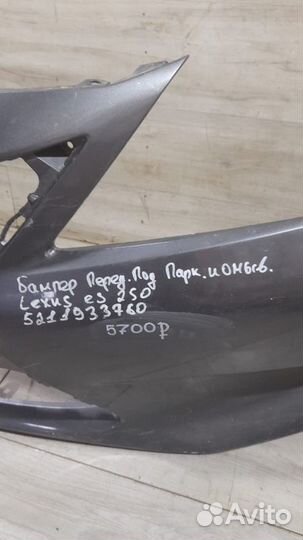 Бампер Перед. Под Парк. и омыв.
Lexus es 250
5211933760
5700р
Avito